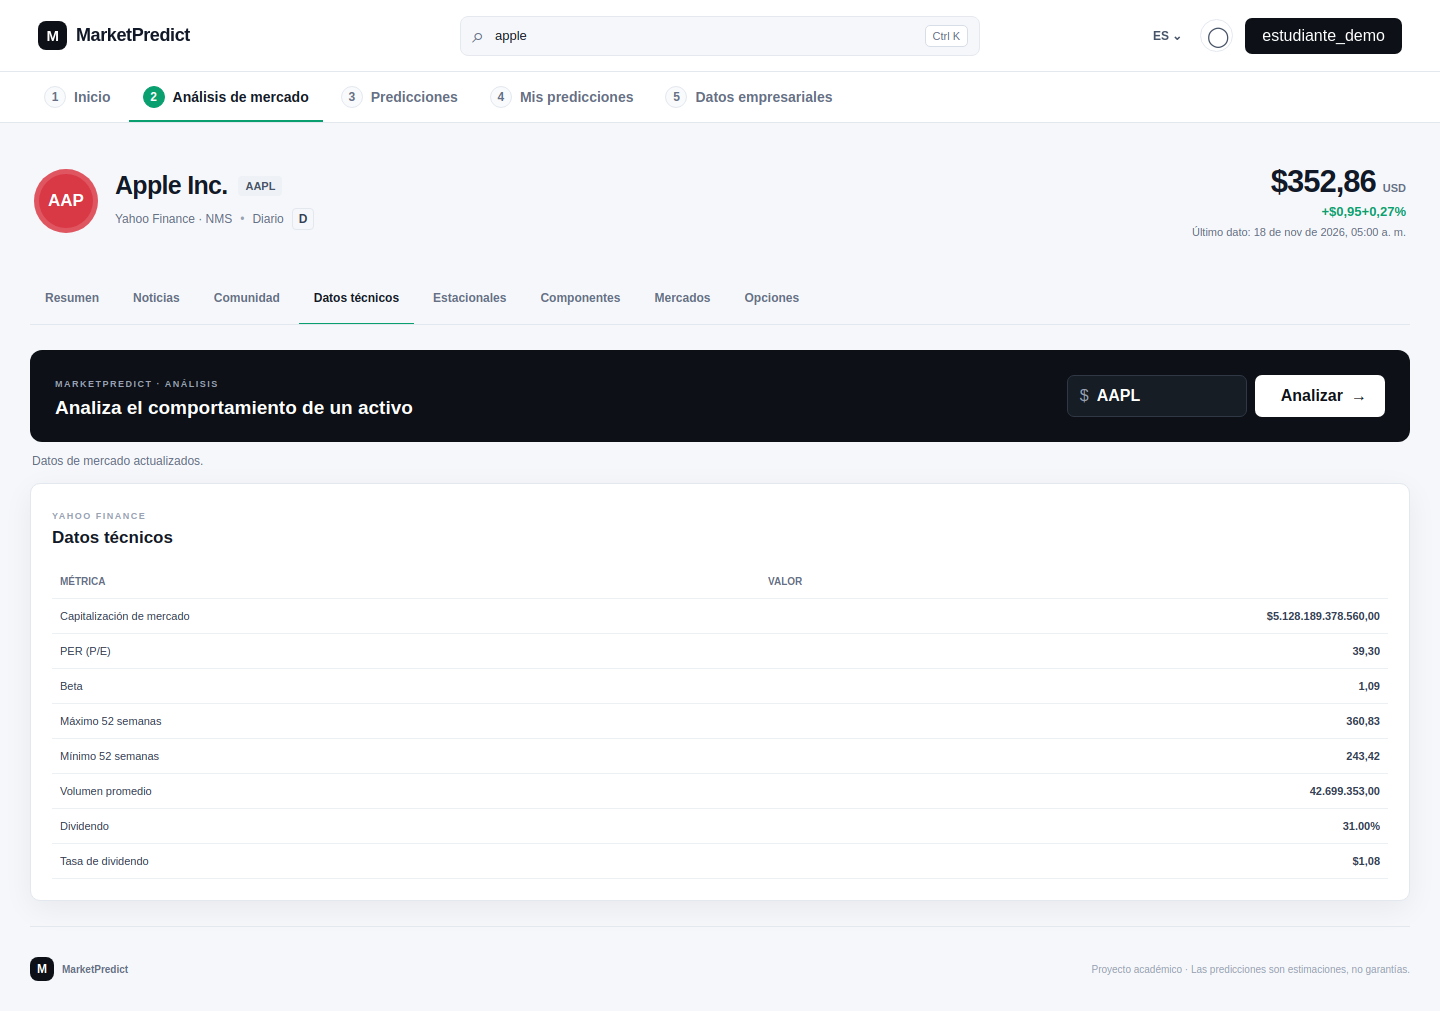 M MarketPredict
apple
Ctrl K
ES
estudiante_demo
1 Inicio
2 Análisis de mercado
3 Predicciones
4 Mis predicciones
5 Datos empresariales
AAP
Apple Inc. AAPL
Yahoo Finance · NMS • Diario D
$352,86 USD
+$0,95+0,27%
Último dato: 18 de nov de 2026, 05:00 a. m.
Resumen Noticias Comunidad Datos técnicos Estacionales Componentes Mercados Opciones
MARKETPREDICT · ANÁLISIS
Analiza el comportamiento de un activo
$ AAPL
Analizar →
Datos de mercado actualizados.
YAHOO FINANCE
Datos técnicos
MÉTRICA VALOR
Capitalización de mercado $5.128.189.378.560,00
PER (P/E) 39,30
Beta 1,09
Máximo 52 semanas 360,83
Mínimo 52 semanas 243,42
Volumen promedio 42.699.353,00
Dividendo 31.00%
Tasa de dividendo $1,08
M MarketPredict
Proyecto académico · Las predicciones son estimaciones, no garantías.